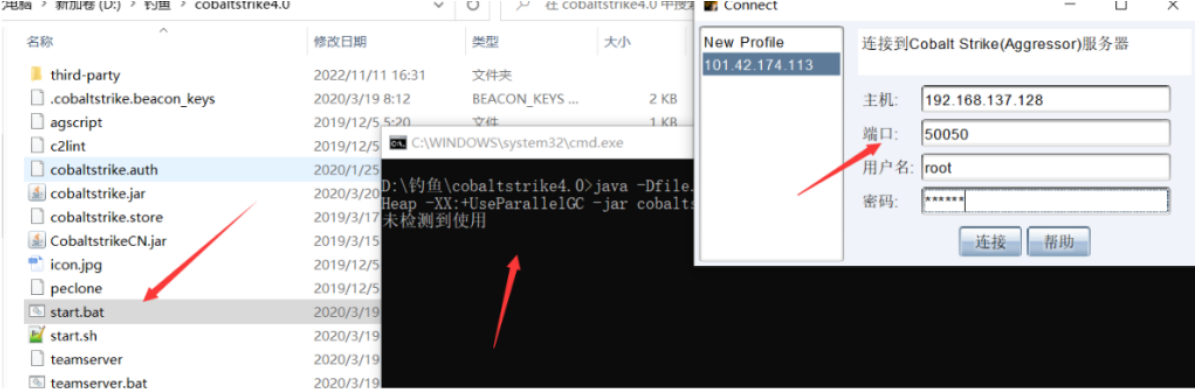 电脑 > 新加卷 (D:) > 钓鱼 > cobaltstrike4.0
在 cobaltstrike4.0 中搜
名称 修改日期 类型 大小
third-party 2022/11/11 16:31 文件夹
.cobaltstrike.beacon_keys 2020/3/19 8:12 BEACON_KEYS ... 2 KB
agscript 2019/12/5 5:20 文件 1 KB
c2lint 2019/12/5
cobaltstrike.auth 2020/1/25
cobaltstrike.jar 2020/3/20
cobaltstrike.store 2019/3/17
CobaltstrikeCN.jar 2019/3/15
icon.jpg 2019/12/5
peclone 2019/12/5
start.bat 2020/3/19
start.sh 2020/3/19
teamserver 2020/3/19
teamserver.bat 2020/3/19
C:\WINDOWS\system32\cmd.exe
D:\钓鱼\cobaltstrike4.0>java -Dfile.
Heap -XX:+UseParallelGC -jar cobalts
未检测到使用
Connect
New Profile
101.42.174.113
连接到Cobalt Strike(Aggressor)服务器
主机: 192.168.137.128
端口: 50050
用户名: root
密码: ******
连接 帮助